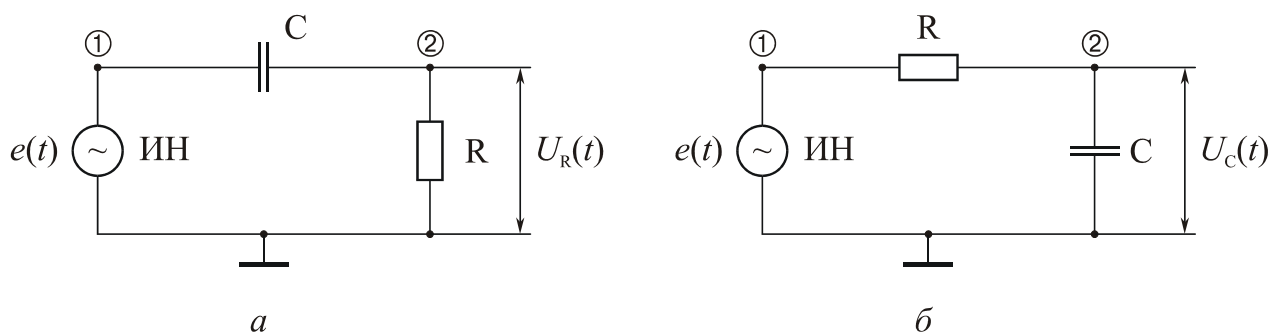 ① C ②
e(t) ~ ИН R U_R(t)
а
① R ②
e(t) ~ ИН C U_C(t)
б